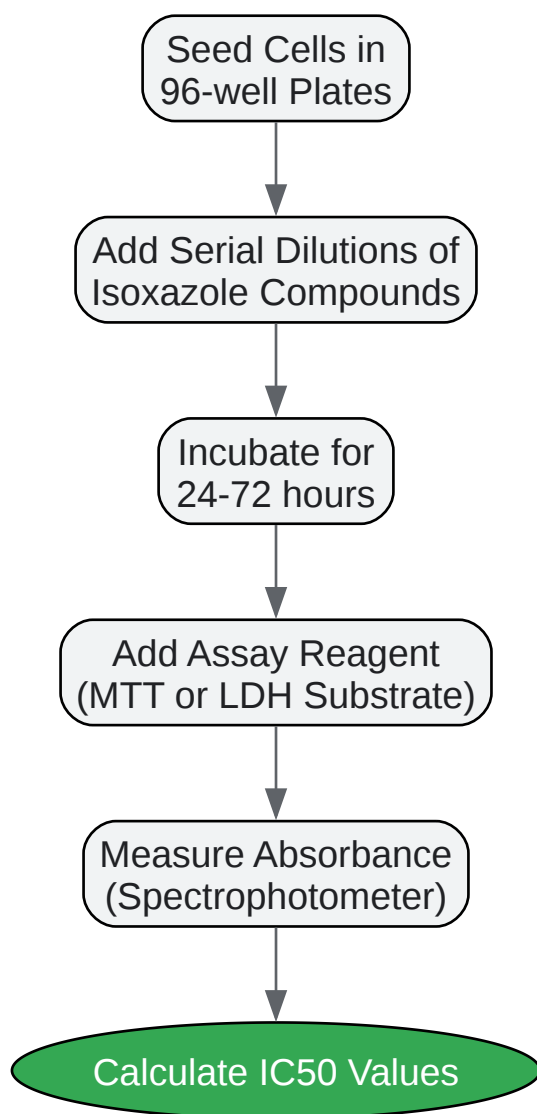 Seed Cells in
96-well Plates
Add Serial Dilutions of
Isoxazole Compounds
Incubate for
24-72 hours
Add Assay Reagent
(MTT or LDH Substrate)
Measure Absorbance
(Spectrophotometer)
Calculate IC50 Values